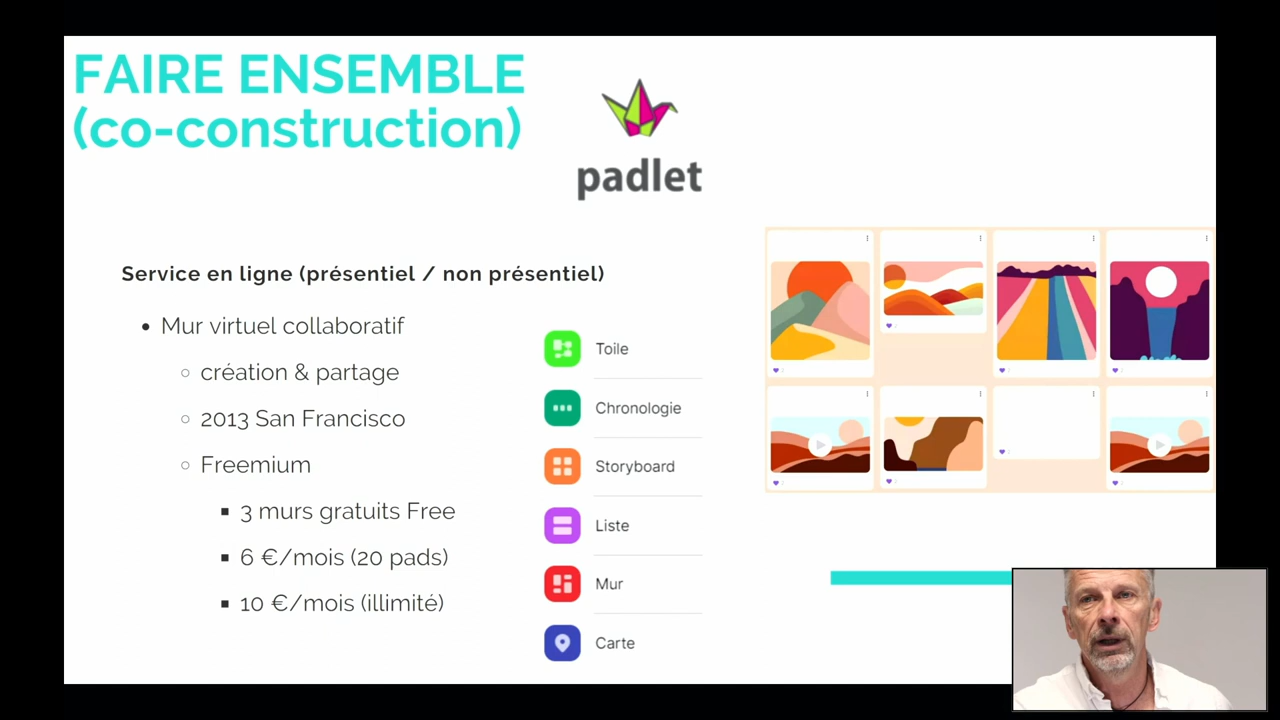 FAIRE ENSEMBLE
(co-construction)
padlet
Service en ligne (présentiel / non présentiel)
Mur virtuel collaboratif
création & partage
2013 San Francisco
Freemium
3 murs gratuits Free
6 €/mois (20 pads)
10 €/mois (illimité)
Toile
Chronologie
Storyboard
Liste
Mur
Carte